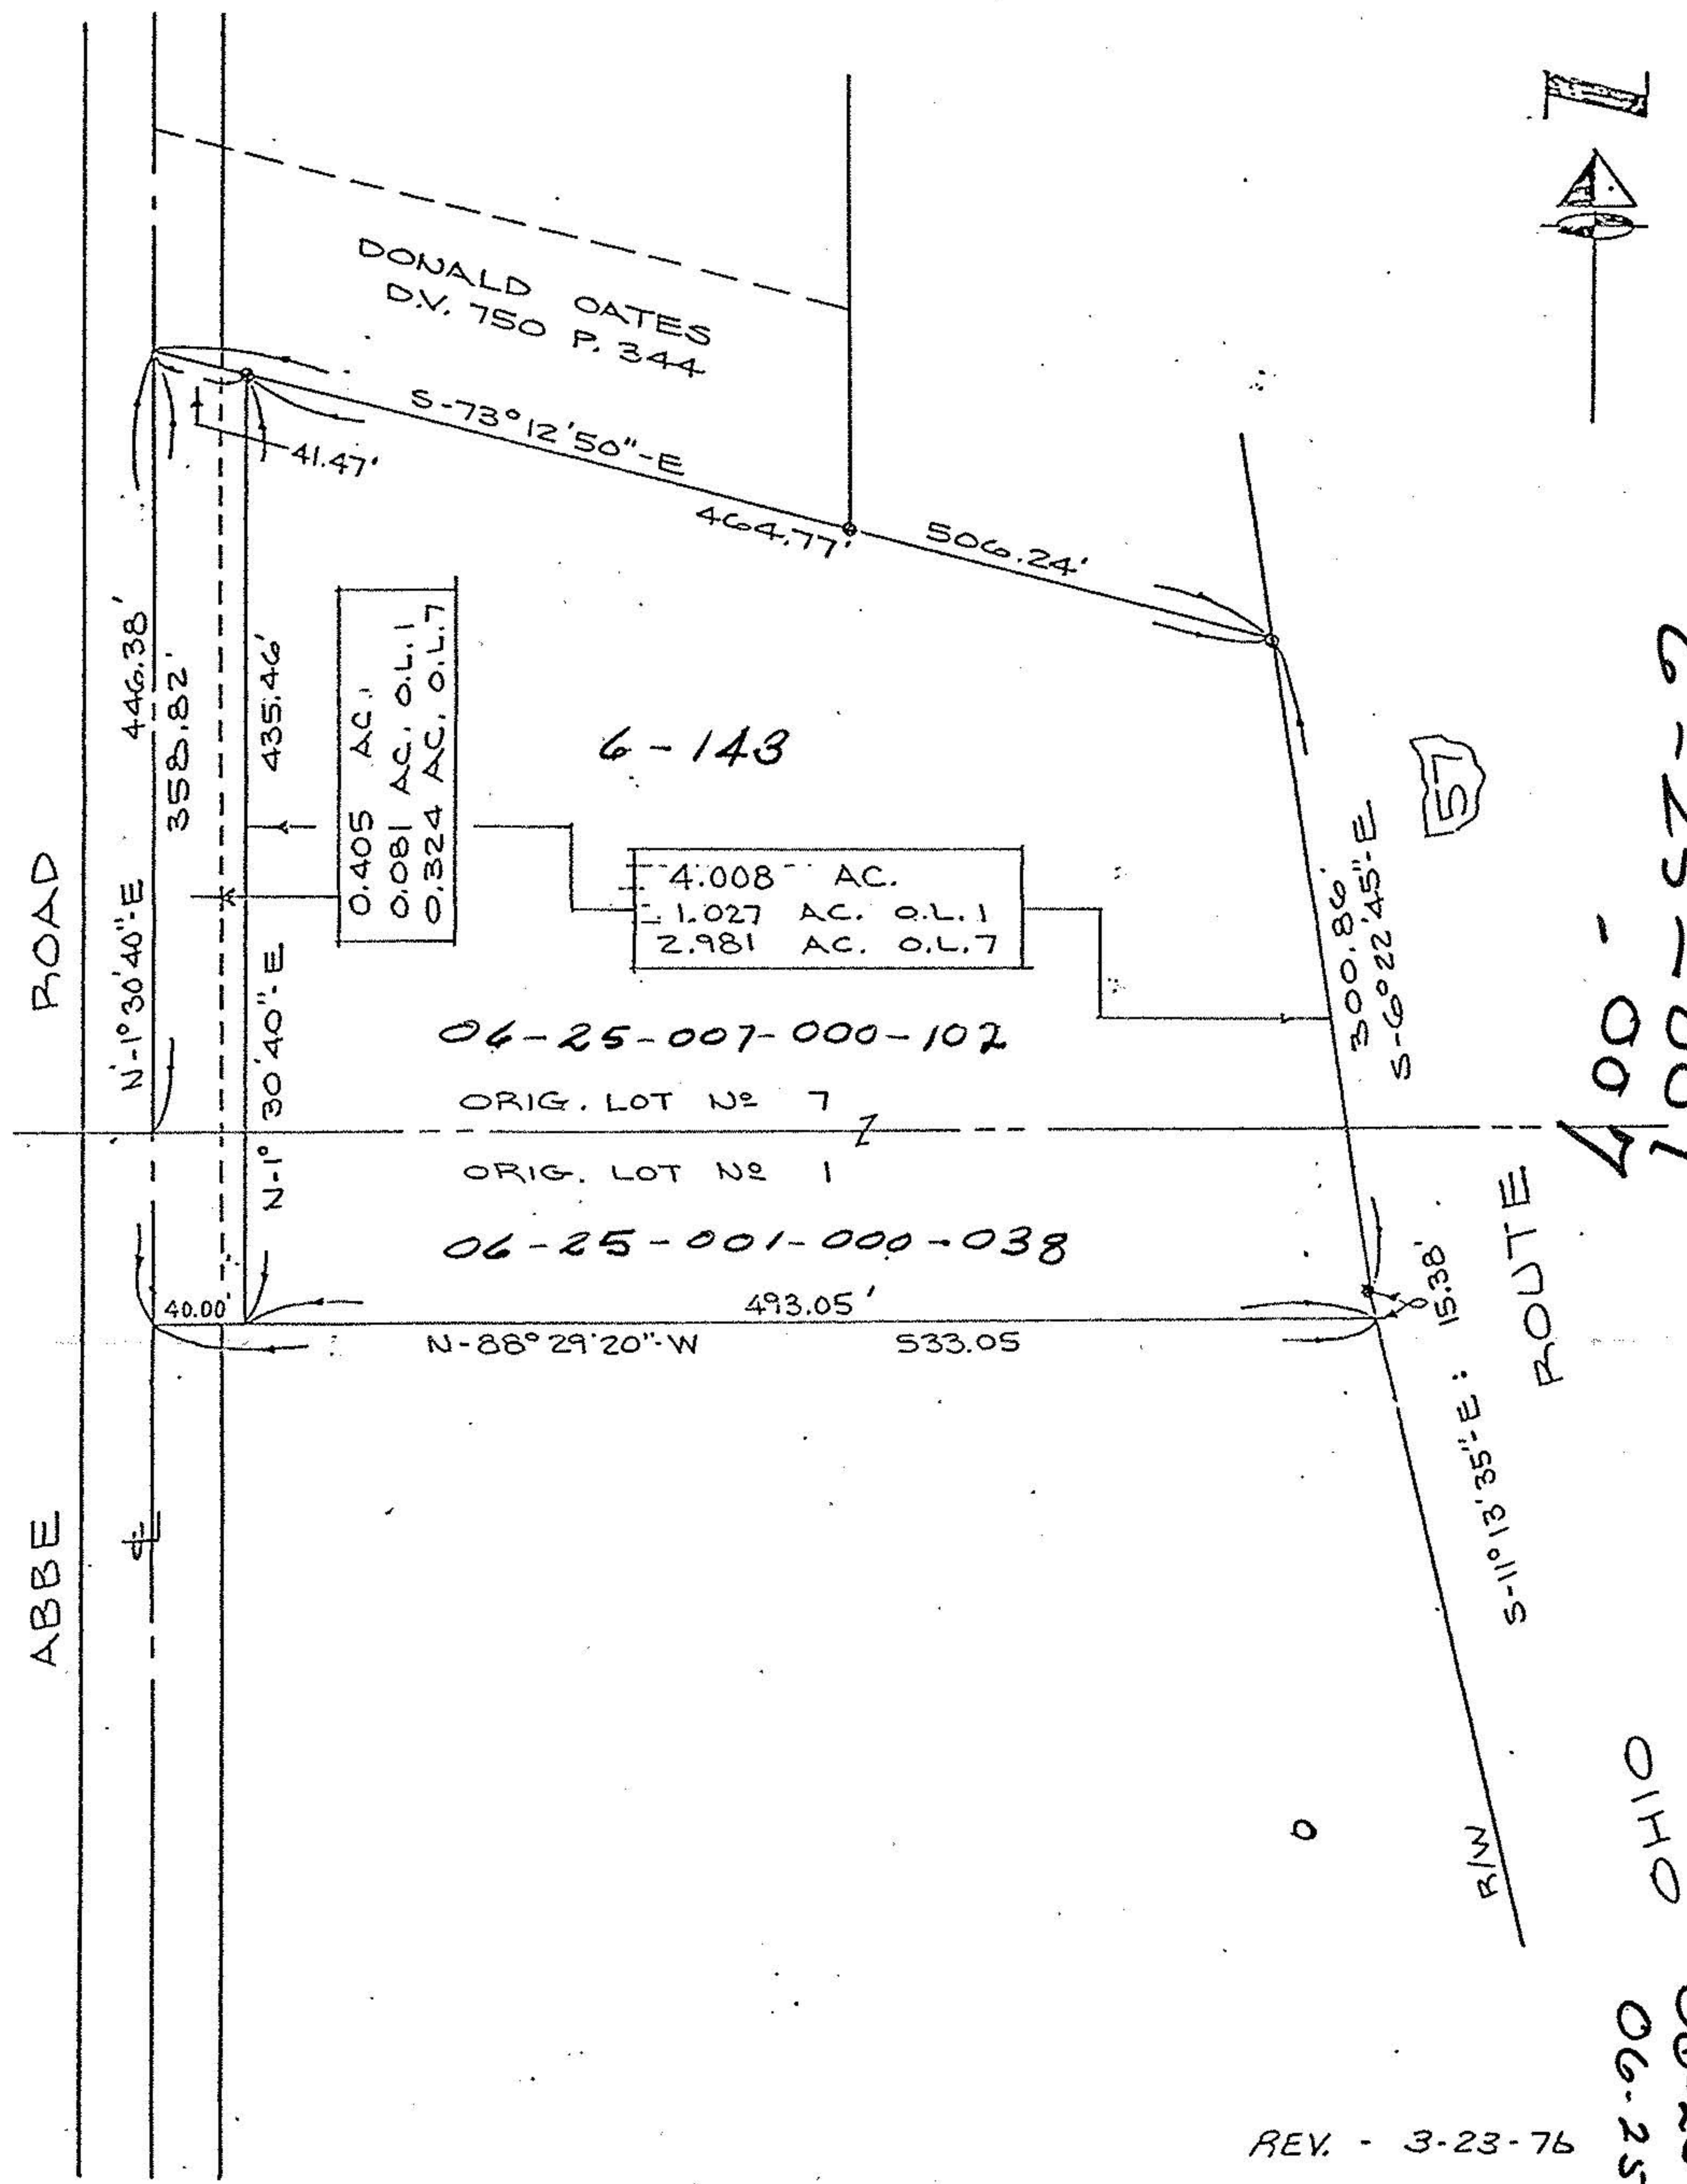 DONALD OATES
D.V. 750 P. 344
S-73°12'50"-E
41.47'
464.77'
506.24'
446.38'
358.82'
435.46'
0.405 AC.
0.081 AC. O.L.1
0.324 AC. O.L.7
6-143
57
4.008 AC.
1.027 AC. O.L.1
2.981 AC. O.L.7
300.86'
S-6°22'45"-E
ROAD
N-1°30'40"-E
N-1°30'40"-E
06-25-007-000-102
ORIG. LOT Nº 7
ORIG. LOT Nº 1
06-25-001-000-038
40.00'
493.05'
N-88°29'20"-W
533.05
15.38'
S-11°13'35"-E
ROUTE
ABBE
R/W
OHIO
06-25
REV. - 3-23-76